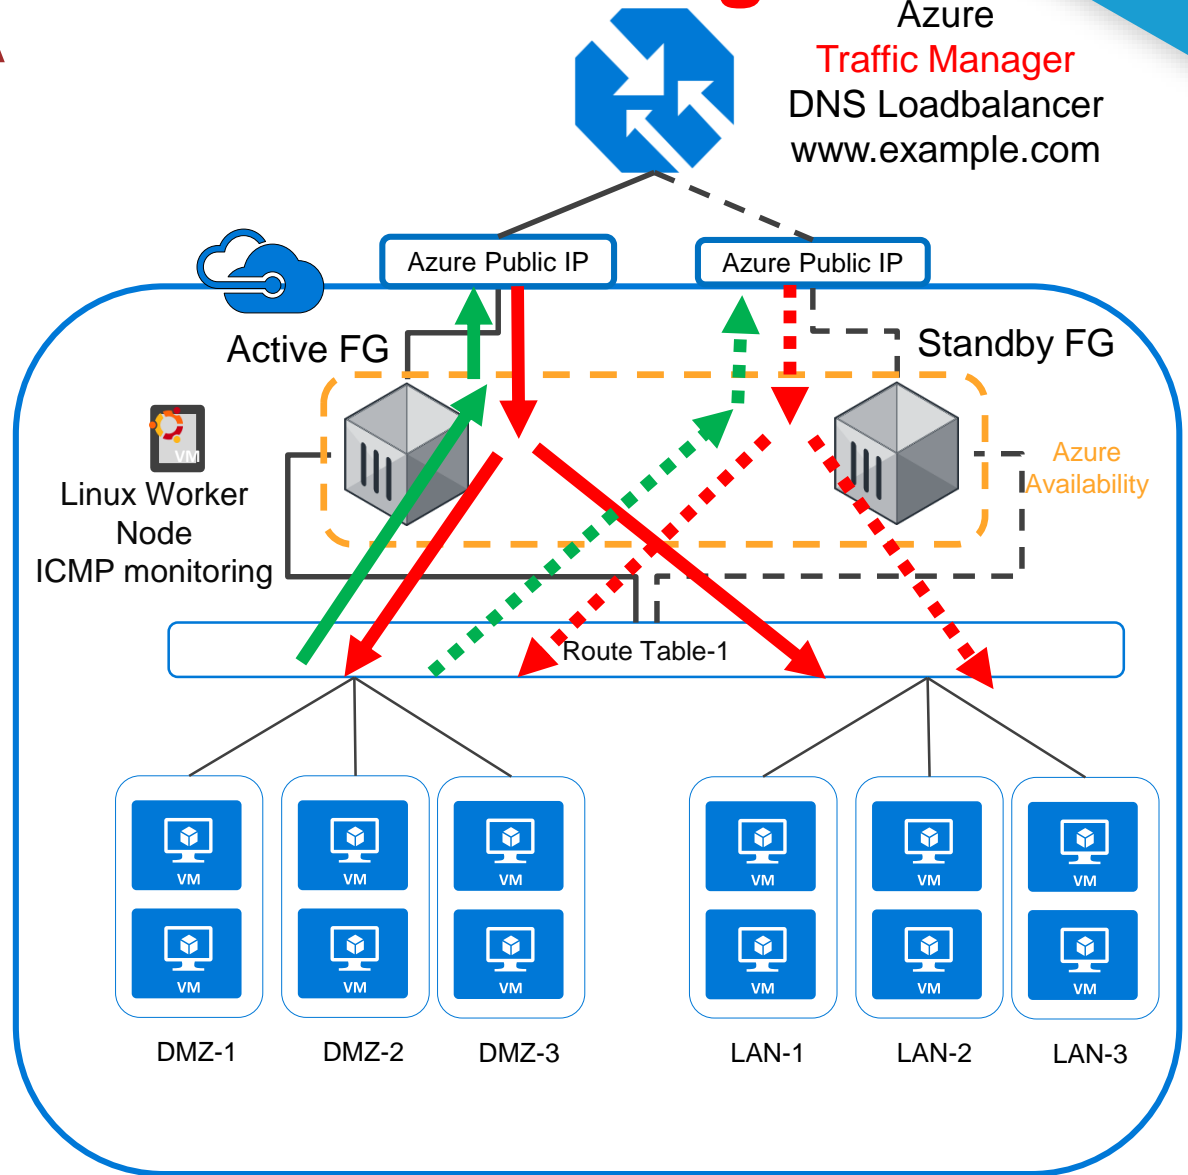 Azure
Traffic Manager
DNS Loadbalancer
www.example.com
Azure Public IP
Azure Public IP
Active FG
Standby FG
VM
Linux Worker
Node
ICMP monitoring
Azure
Availability
Route Table-1
VM
VM
VM
VM
VM
VM
VM
VM
VM
VM
VM
VM
DMZ-1
DMZ-2
DMZ-3
LAN-1
LAN-2
LAN-3